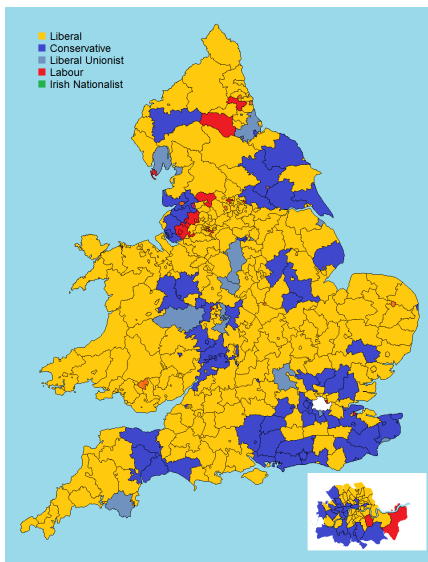 Liberal
Conservative
Liberal Unionist
Labour
Irish Nationalist